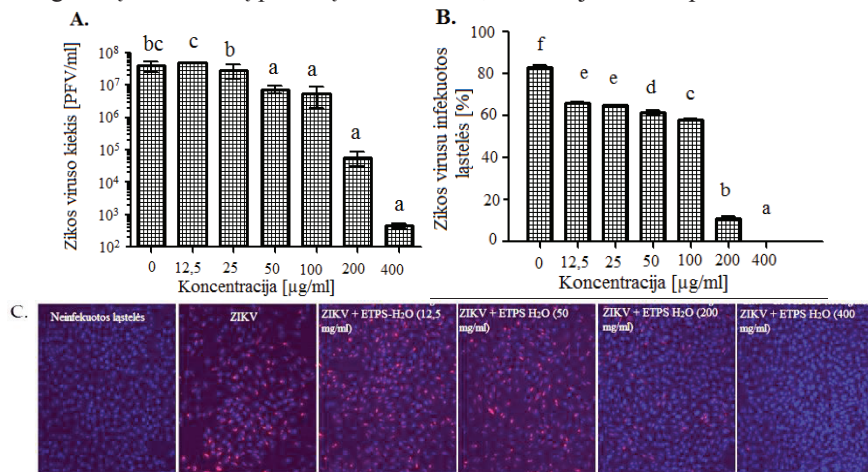 A.
Zikos viruso kiekis [PFV/ml]
10⁸
10⁷
10⁶
10⁵
10⁴
10³
10²
bc
c
b
a
a
a
a
0 12,5 25 50 100 200 400
Koncentracija [µg/ml]
B.
Zikos virusu infekuotos
ląstelės [%]
80
60
40
20
0
f
e
e
d
c
b
a
0 12,5 25 50 100 200 400
Koncentracija [µg/ml]
C.
Neinfekuotos ląstelės
ZIKV
ZIKV + ETPS-H2O (12,5
mg/ml)
ZIKV + ETPS H2O (50
mg/ml)
ZIKV + ETPS H2O (200
mg/ml)
ZIKV + ETPS H2O (400
mg/ml)